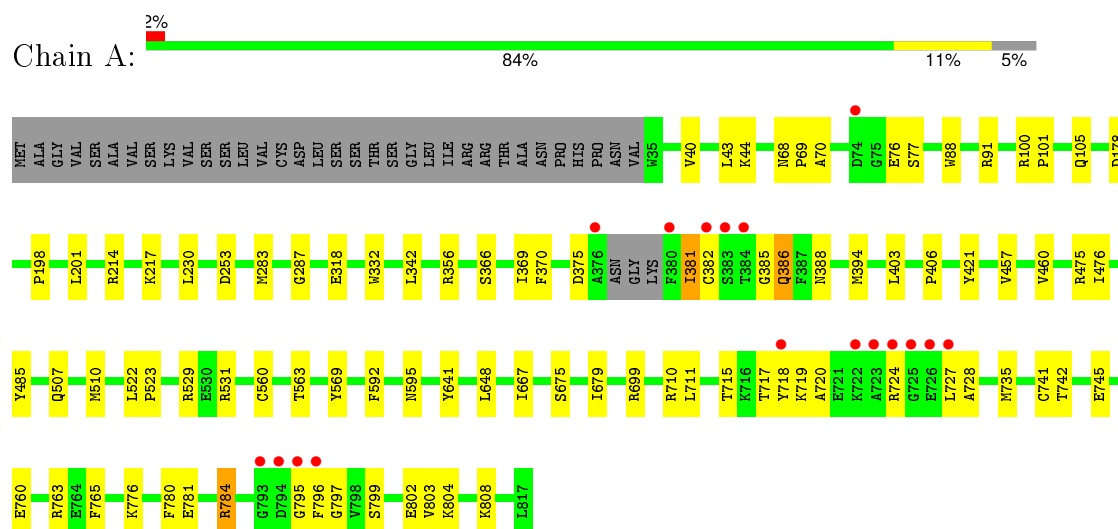 2%
Chain A:
84% 11% 5%
MET ALA GLY VAL SER ALA VAL SER LYS VAL SER SER LEU VAL CYS ASP LEU SER SER THR SER GLY LEU ILE ARG ARG THR ALA ASN PRO HIS PRO ASN VAL W35 V40 L43 K44 N68 P69 A70 D74 G75 E76 S77 W88 R91 R100 P101 Q105
P198 L201 R214 K217 L230 D253 M283 G287 E318 W332 L342 R356 S366 I369 F370 D375 A376 ASN GLY LYS F380 I381 C382 S383 T384 G385 Q386 F387 N388 M394 L403 P406 Y421 V457 V460 R475 I476
Y485 Q507 M510 L522 P523 R529 E530 R531 C560 T563 Y569 F592 N595 Y641 L648 I667 S675 I679 R699 R710 L711 T715 K716 T717 Y718 K719 A720 E721 K722 A723 R724 G725 E726 L727 A728 M735 C741 T742 E745
E760 R763 E764 F765 K776 F780 E781 R784 G793 D794 G795 F796 G797 V798 S799 E802 V803 K804 K808 L817